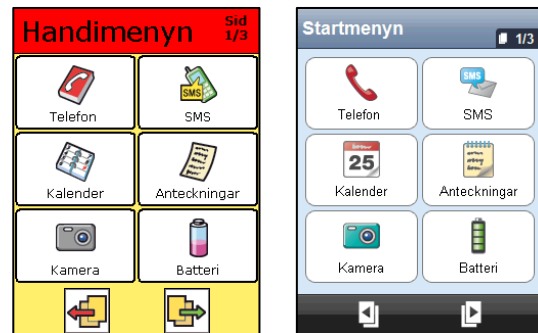 Handimenyn
Sid
1/3
Telefon
SMS
SMS
Kalender
Anteckningar
Kamera
Batteri
Startmenyn
1/3
Telefon
SMS
SMS
25
Kalender
Anteckningar
Kamera
Batteri